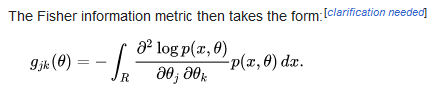 The Fisher information metric then takes the form:[clarification needed]
g_{jk}(θ) = − ∫_R ∂² log p(x, θ) / ∂θ_j ∂θ_k p(x, θ) dx.